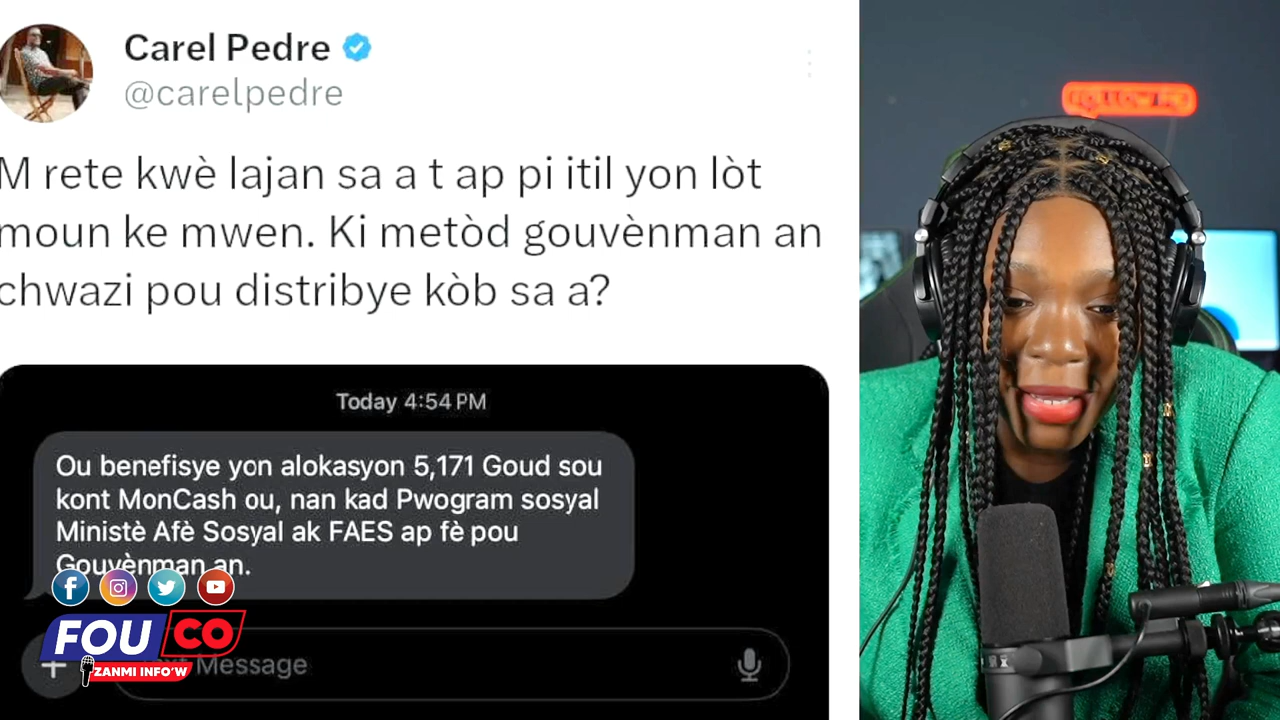 Carel Pedre
@carelpedre
M rete kwè lajan sa a t ap pi itil yon lòt
moun ke mwen. Ki metòd gouvènman an
chwazi pou distribye kòb sa a?
Today 4:54 PM
Ou benefisye yon alokasyon 5,171 Goud sou
kont MonCash ou, nan kad Pwogram sosyal
Ministè Afè Sosyal ak FAES ap fè pou
Gouvènman an.
Message
FOU CO
ZANMI INFO'W
FOLLOW ME